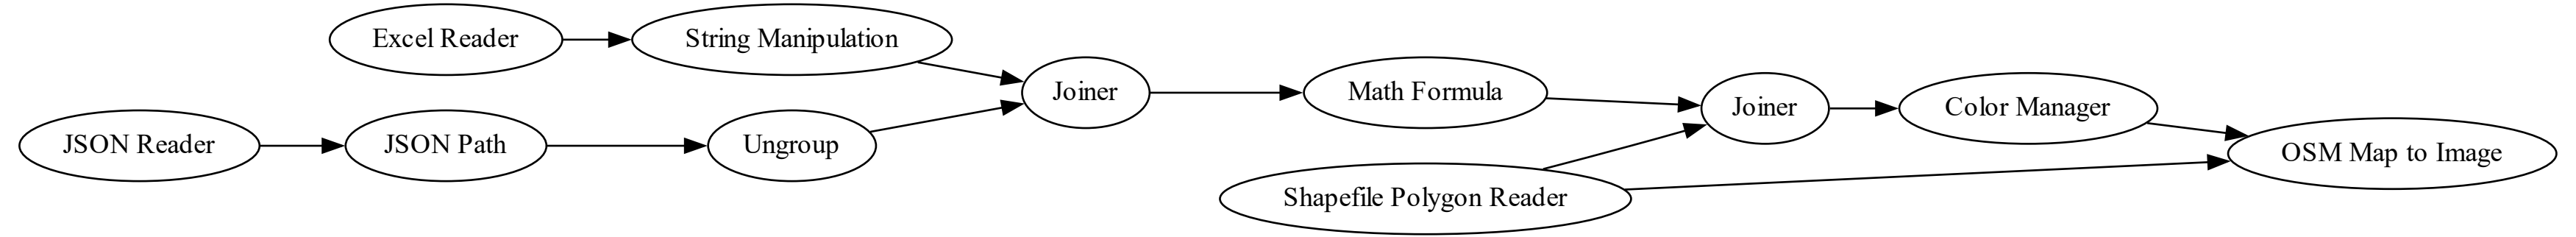 Excel Reader
String Manipulation
JSON Reader
JSON Path
Ungroup
Joiner
Math Formula
Shapefile Polygon Reader
Joiner
Color Manager
OSM Map to Image